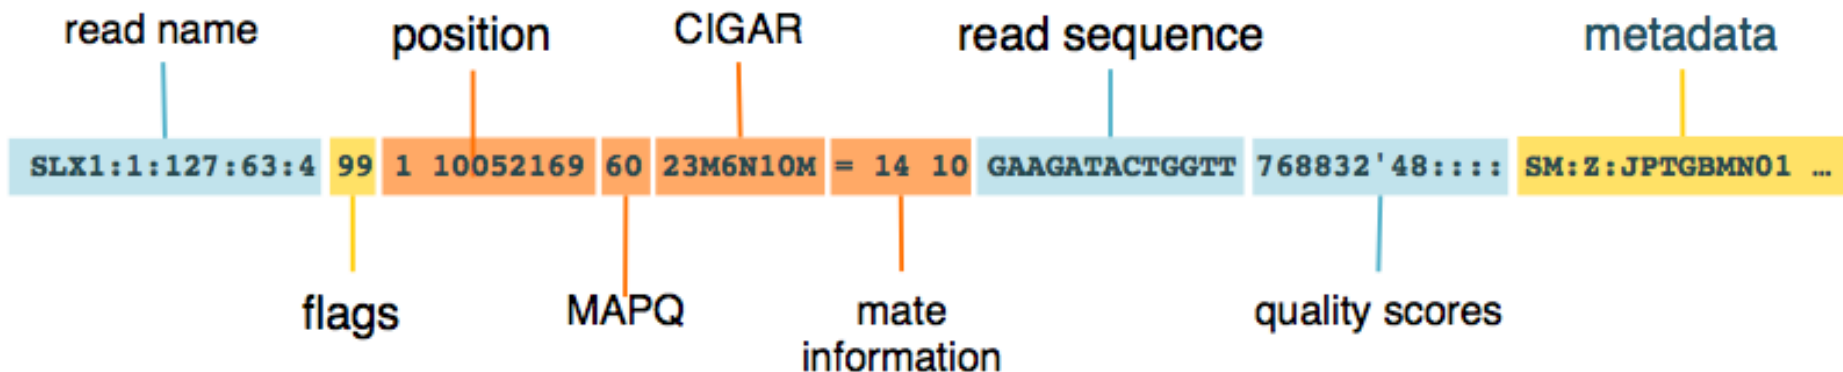 read name position CIGAR read sequence metadata
SLX1:1:127:63:4 99 1 10052169 60 23M6N10M = 14 10 GAAGATACTGGTT 768832'48:::: SM:Z:JPTGBMN01 …
flags MAPQ mate quality scores
information